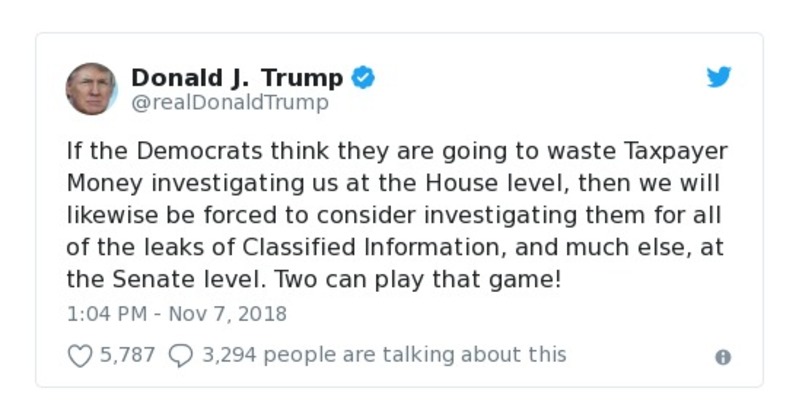 Donald J. Trump
@realDonaldTrump
If the Democrats think they are going to waste Taxpayer
Money investigating us at the House level, then we will
likewise be forced to consider investigating them for all
of the leaks of Classified Information, and much else, at
the Senate level. Two can play that game!
1:04 PM - Nov 7, 2018
5,787 3,294 people are talking about this